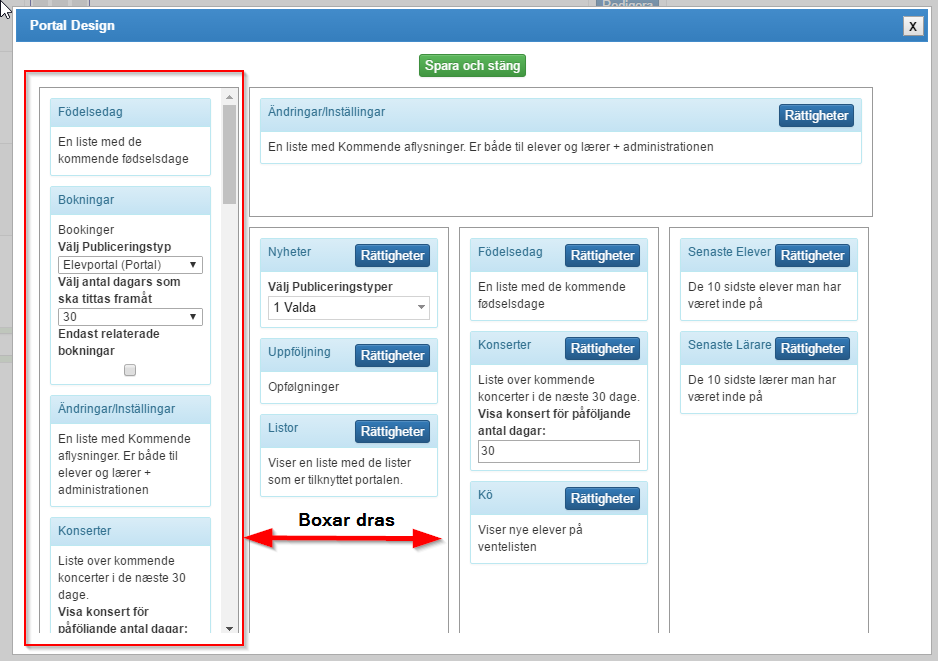 Redigera
Portal Design
X
Spara och stäng
Födelsedag
En liste med de
kommende fødselsdage
Bokningar
Bookinger
Välj Publiceringstyp
Elevportal (Portal)
Välj antal dagars som
ska tittas framåt
30
Endast relaterade
bokningar
Ändringar/Inställingar
En liste med Kommende
aflysninger. Er både til
elever og lærer +
administrationen
Konserter
Liste over kommende
koncerter i de næste 30
dage.
Visa konsert för
påföljande antal dagar:
Ändringar/Inställingar
Rättigheter
En liste med Kommende aflysninger. Er både til elever og lærer + administrationen
Nyheter
Rättigheter
Välj Publiceringstyper
1 Valda
Uppföljning
Rättigheter
Opfølgninger
Listor
Rättigheter
Viser en liste med de lister
som er tilknyttet portalen.
Boxar dras
Födelsedag
Rättigheter
En liste med de kommende
fødselsdage
Konserter
Rättigheter
Liste over kommende
koncerter i de næste 30 dage.
Visa konsert för påföljande
antal dagar:
30
Kö
Rättigheter
Viser nye elever på
ventelisten
Senaste Elever
Rättigheter
De 10 sidste elever man har
været inde på
Senaste Lärare
Rättigheter
De 10 sidste lærer man har
været inde på